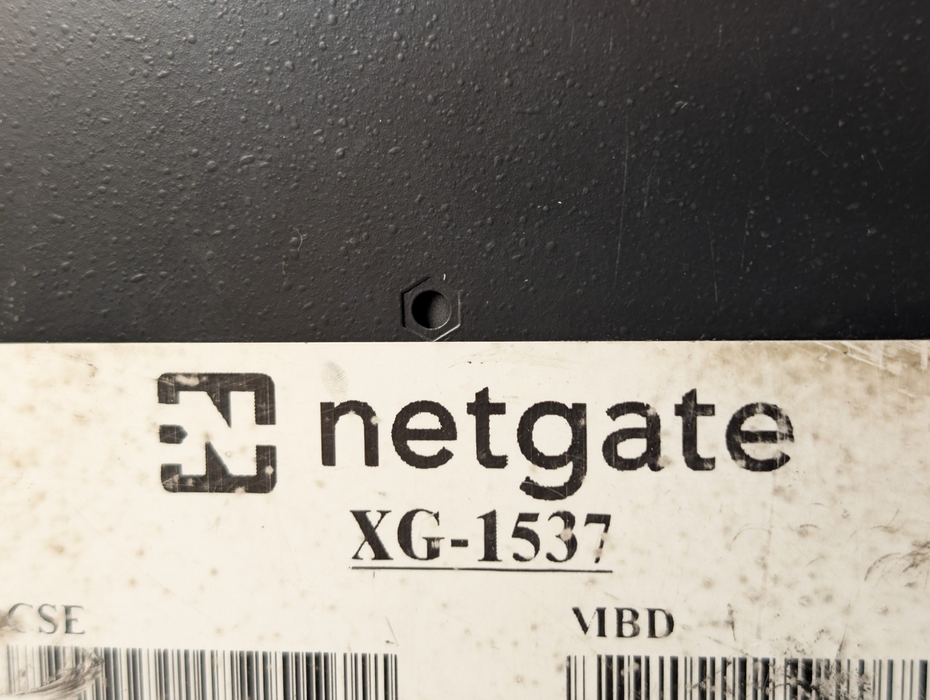 netgate
XG-1537
CSE MBD